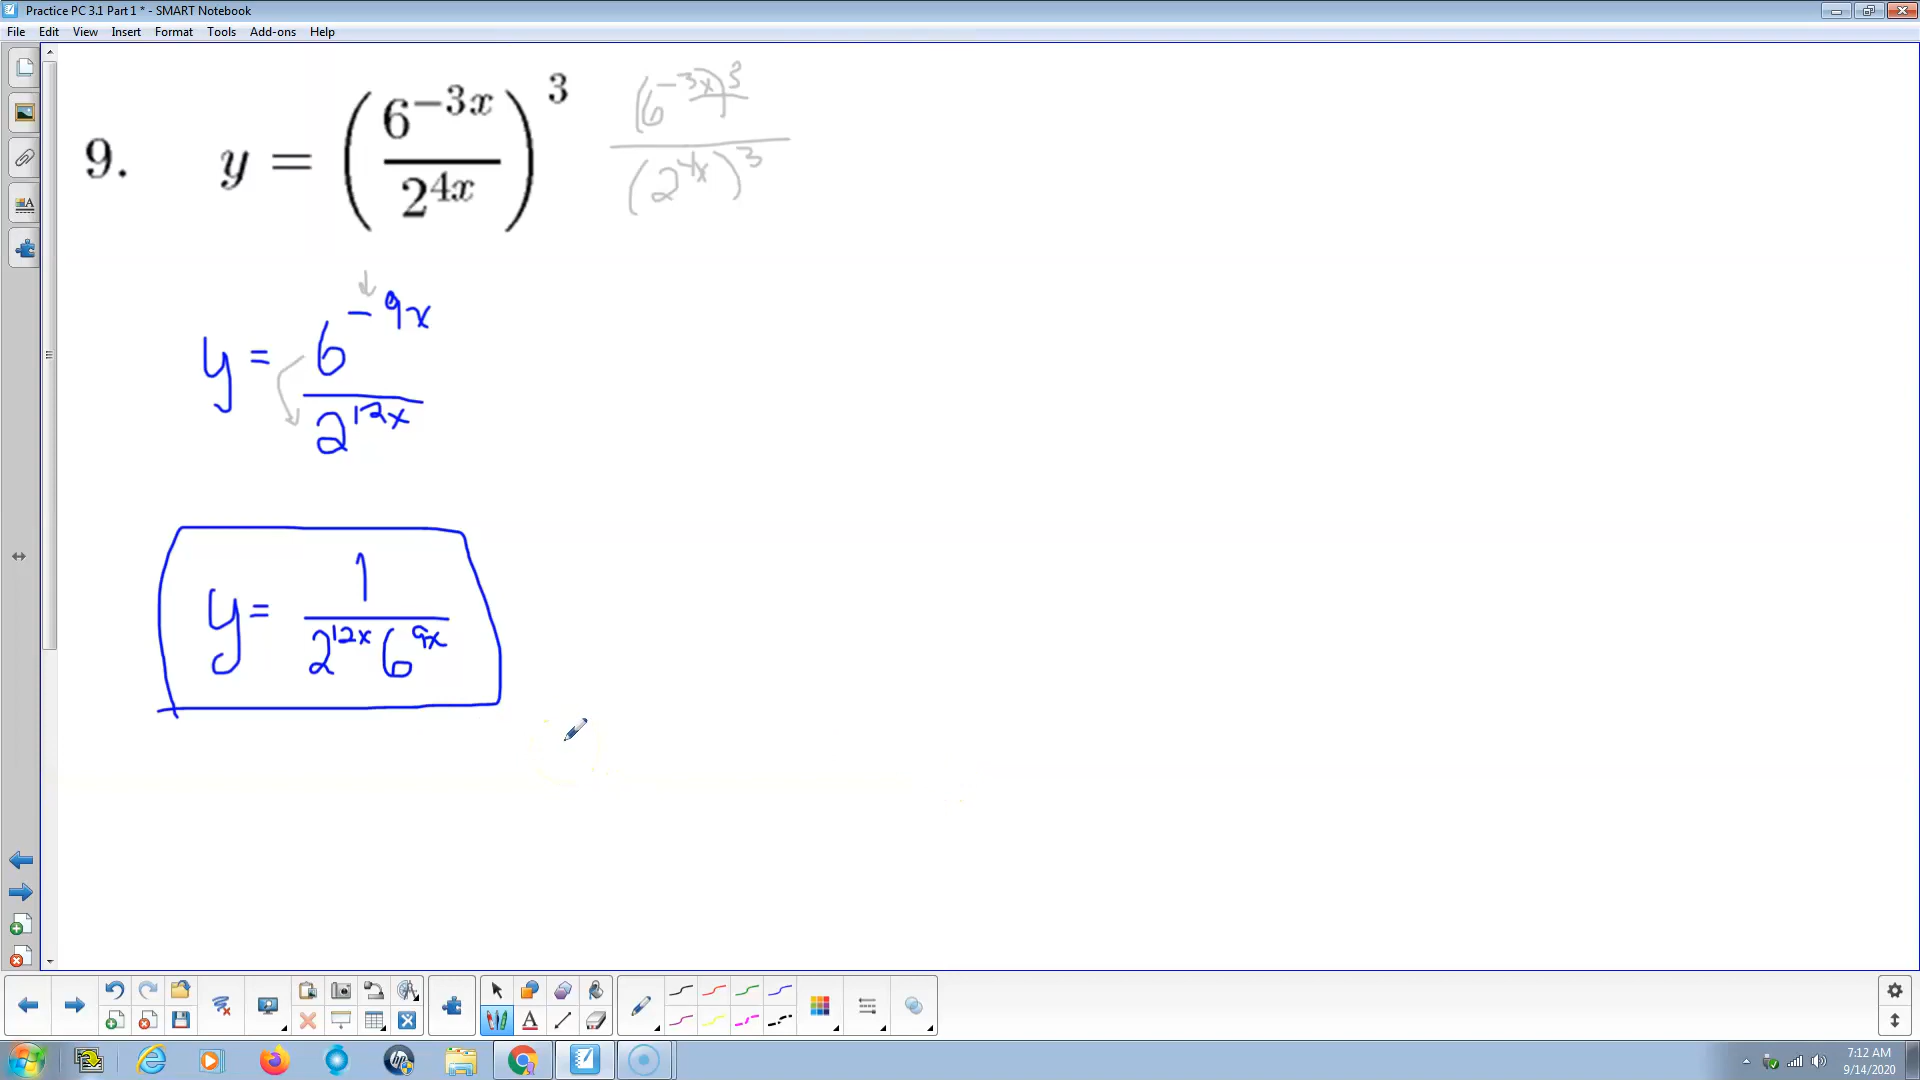 Practice PC 3.1 Part 1 * - SMART Notebook
File Edit View Insert Format Tools Add-ons Help
9. y = (6^{-3x} / 2^{4x})^3 (6^{-3x})^3 / (2^{4x})^3
y = 6^{-9x} / 2^{12x}
y = 1 / 2^{12x} 6^{9x}
7:12 AM
9/14/2020